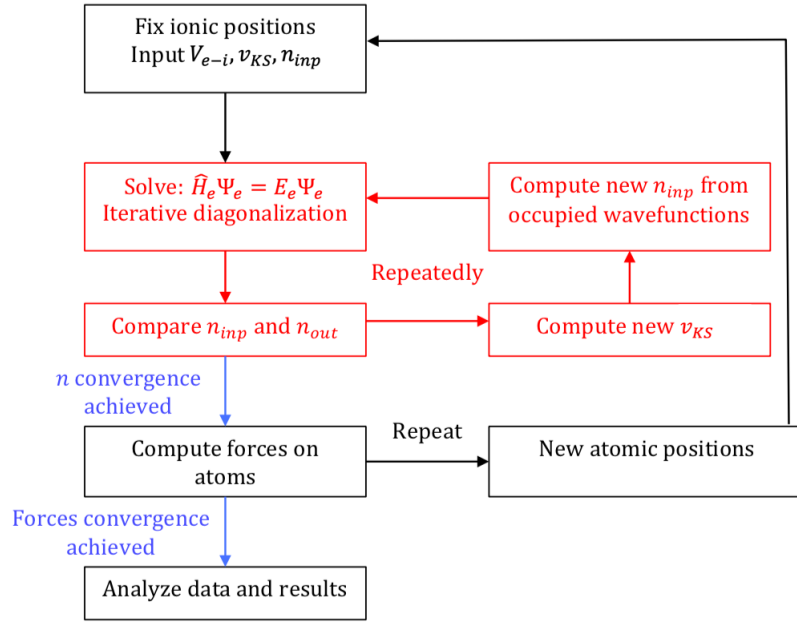 Fix ionic positions
Input V_{e−i}, v_{KS}, n_{inp}
Solve: Ĥ_eΨ_e = E_eΨ_e
Iterative diagonalization
Compute new n_{inp} from
occupied wavefunctions
Repeatedly
Compare n_{inp} and n_{out}
Compute new v_{KS}
n convergence
achieved
Compute forces on
atoms
Repeat
New atomic positions
Forces convergence
achieved
Analyze data and results